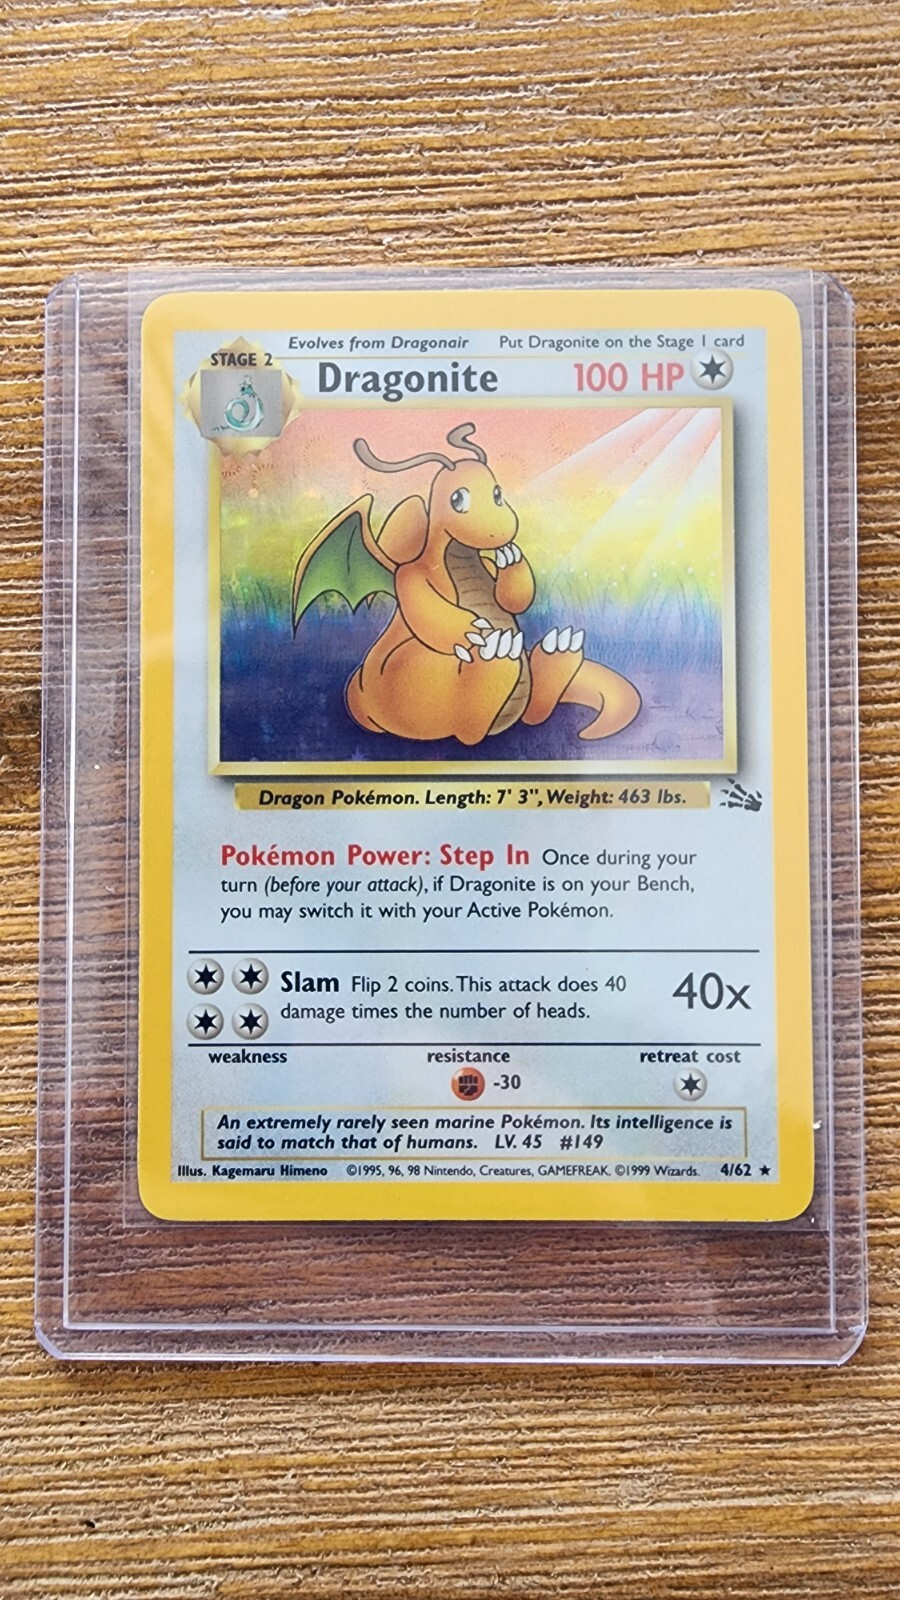 Evolves from Dragonair Put Dragonite on the Stage 1 card
STAGE 2
Dragonite 100 HP
Dragon Pokémon. Length: 7' 3", Weight: 463 lbs.
Pokémon Power: Step In Once during your
turn (before your attack), if Dragonite is on your Bench,
you may switch it with your Active Pokémon.
Slam Flip 2 coins. This attack does 40
damage times the number of heads.
40x
weakness resistance retreat cost
-30
An extremely rarely seen marine Pokémon. Its intelligence is
said to match that of humans. LV. 45 #149
Illus. Kagemaru Himeno ©1995, 96, 98 Nintendo, Creatures, GAMEFREAK. ©1999 Wizards. 4/62 ★